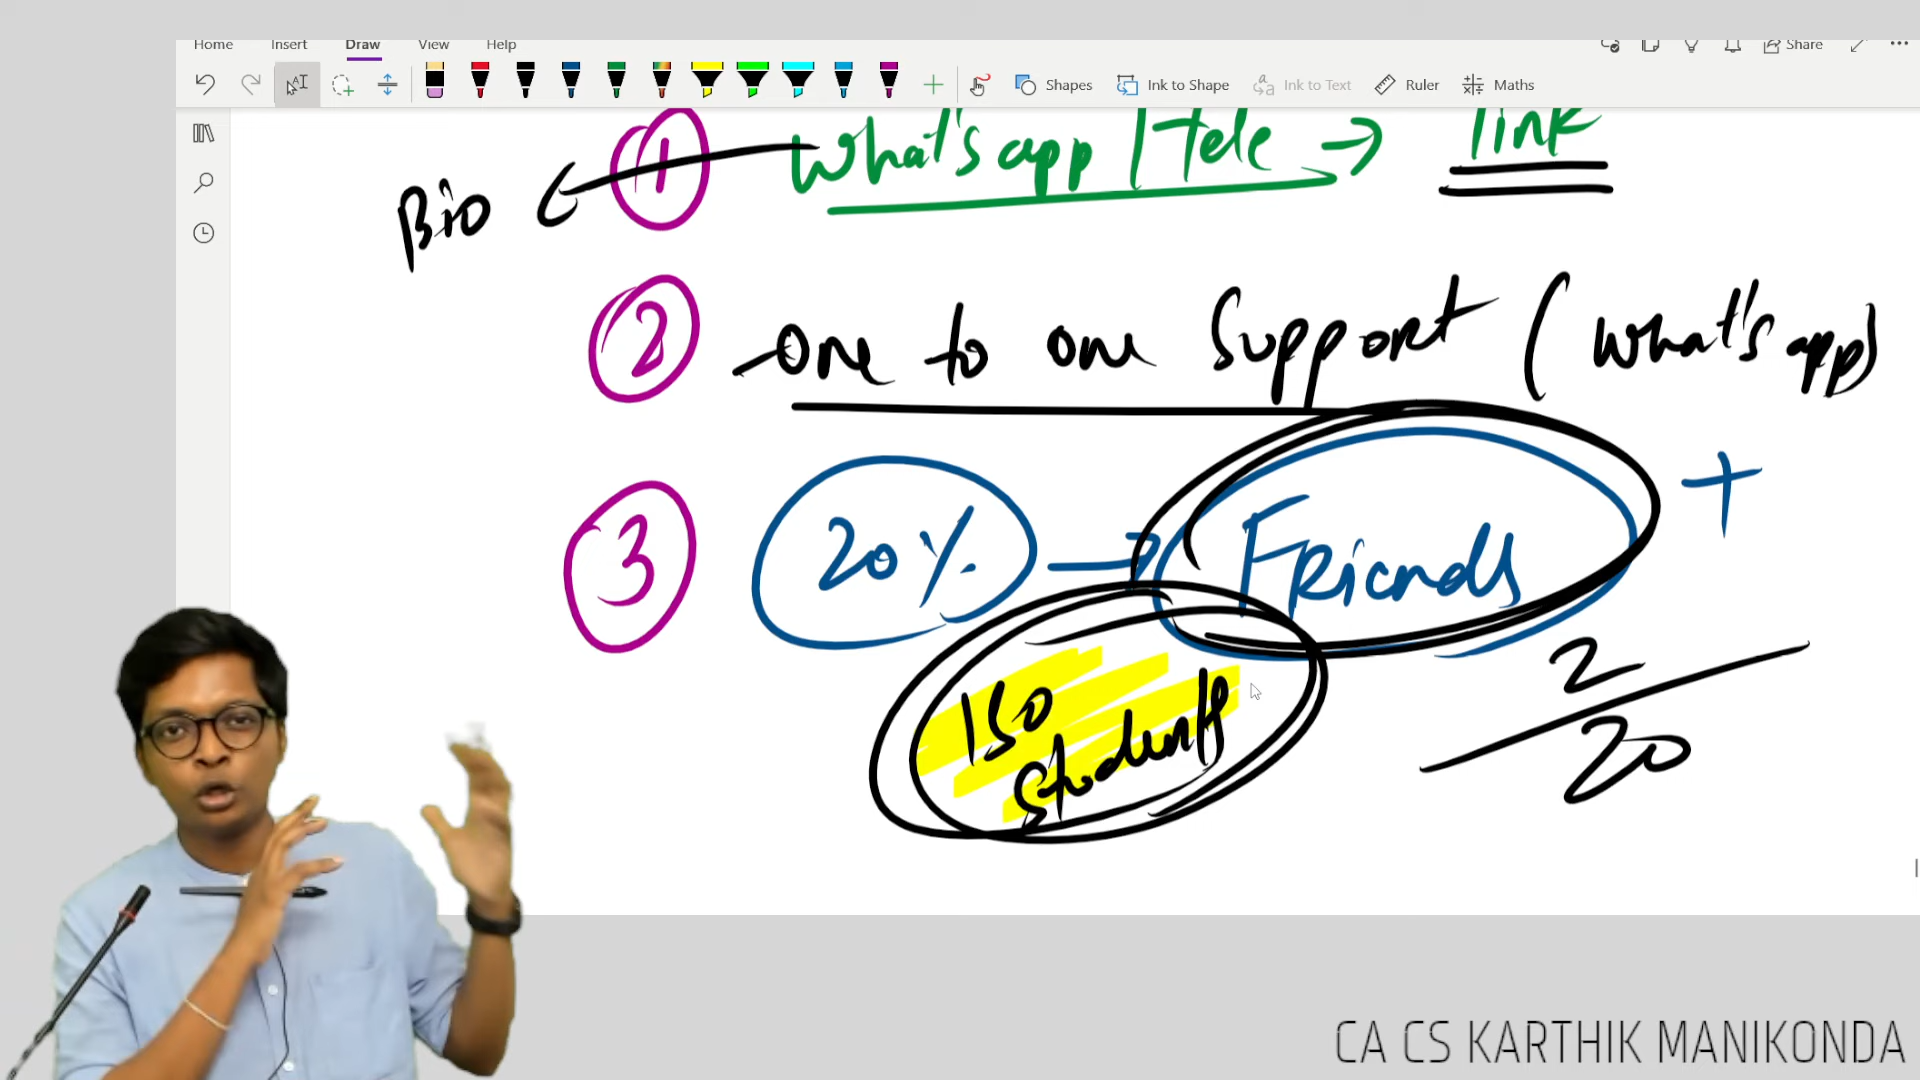 Home Insert Draw View Help Share
Shapes Ink to Shape Ink to Text Ruler Maths
1 What's app / Tele → link
Bio
2 one to one Support (What's app)
3 20% → Friends +
150
Students
2
20
CA CS KARTHIK MANIKONDA